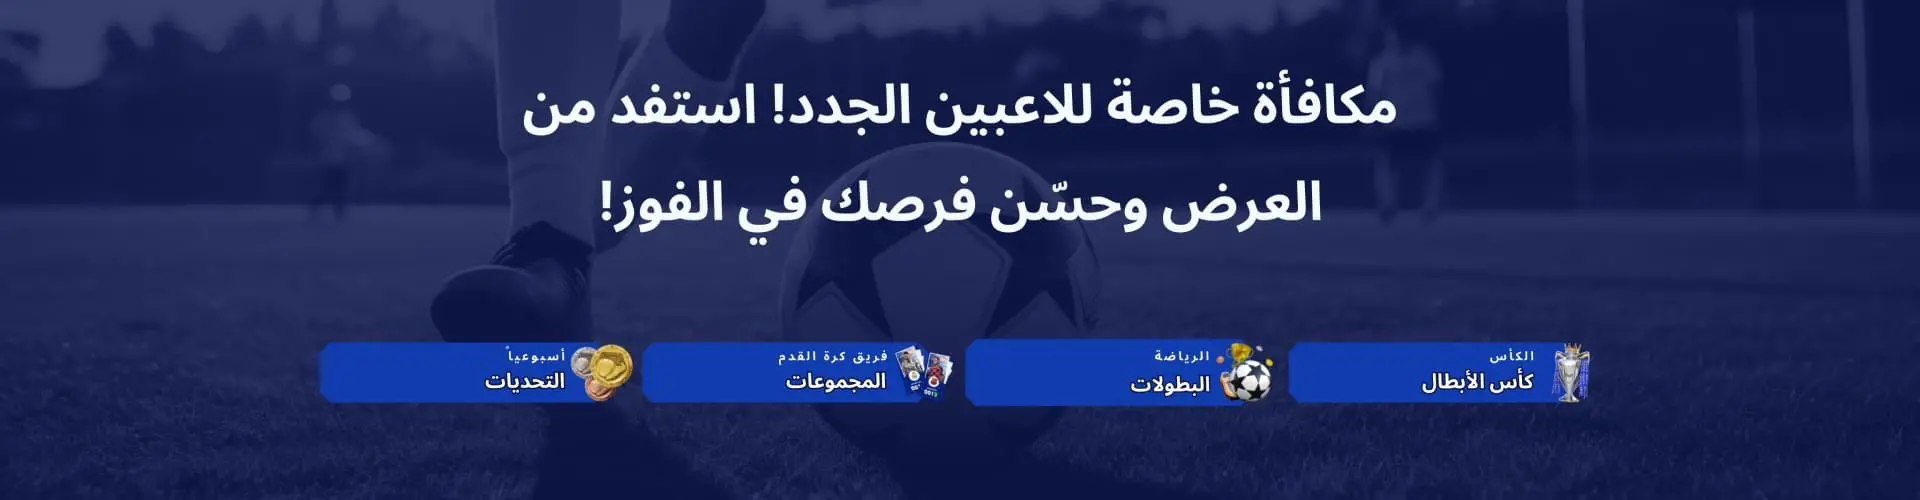 مكافأة خاصة للاعبين الجدد! استفد من
العرض وحسّن فرصك في الفوز!
الكأس
كأس الأبطال
الرياضة
البطولات
فريق كرة القدم
المجموعات
أسبوعياً
التحديات